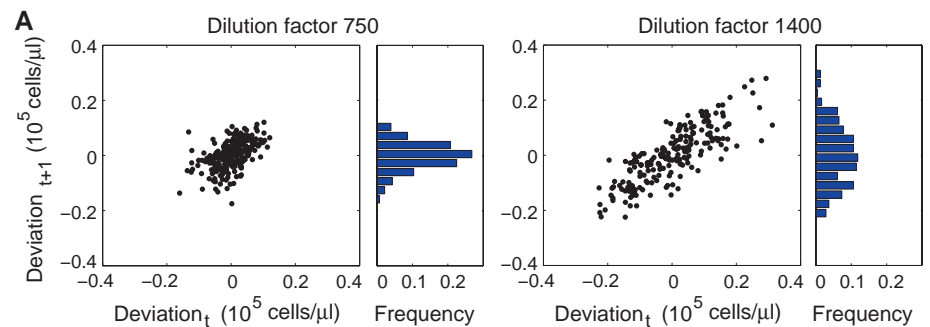 A
Dilution factor 750
Dilution factor 1400
Deviation t+1 (10^5 cells/μl)
0.4
0.2
0
−0.2
−0.4
−0.4 −0.2 0 0.2 0.4
0 0.1 0.2
0.4
0.2
0
−0.2
−0.4
−0.4 −0.2 0 0.2 0.4
0 0.1 0.2
Deviation t (10^5 cells/μl)
Frequency
Deviation t (10^5 cells/μl)
Frequency